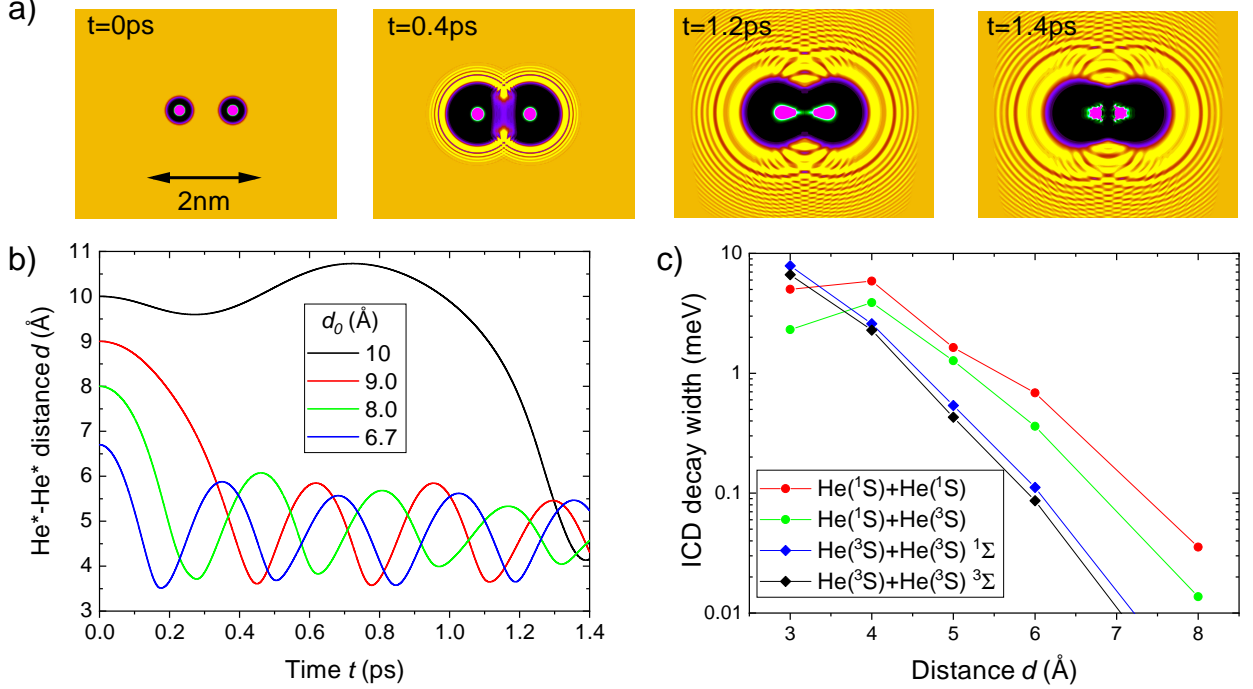 a)
t=0ps
t=0.4ps
t=1.2ps
t=1.4ps
2nm
b)
11
10
9
8
7
6
5
4
3
He*-He* distance d (Å)
d₀ (Å)
10
9.0
8.0
6.7
0.0 0.2 0.4 0.6 0.8 1.0 1.2 1.4
Time t (ps)
c)
10
1
0.1
0.01
ICD decay width (meV)
He(¹S)+He(¹S)
He(¹S)+He(³S)
He(³S)+He(³S) ¹Σ
He(³S)+He(³S) ³Σ
3 4 5 6 7 8
Distance d (Å)